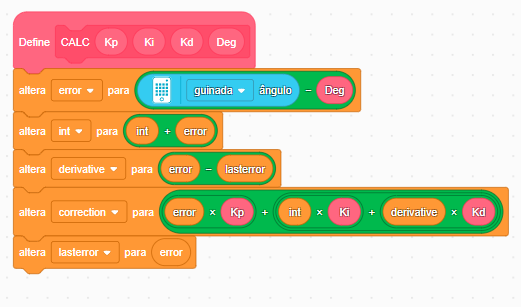 Define CALC Kp Ki Kd Deg
altera error para guinada ângulo - Deg
altera int para int + error
altera derivative para error - lasterror
altera correction para error × Kp + int × Ki + derivative × Kd
altera lasterror para error